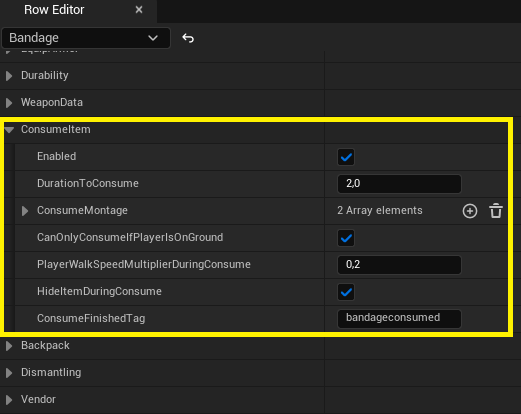 Row Editor
Bandage
Durability
WeaponData
ConsumeItem
Enabled
DurationToConsume 2,0
ConsumeMontage 2 Array elements
CanOnlyConsumeIfPlayerIsOnGround
PlayerWalkSpeedMultiplierDuringConsume 0,2
HideItemDuringConsume
ConsumeFinishedTag bandageconsumed
Backpack
Dismantling
Vendor